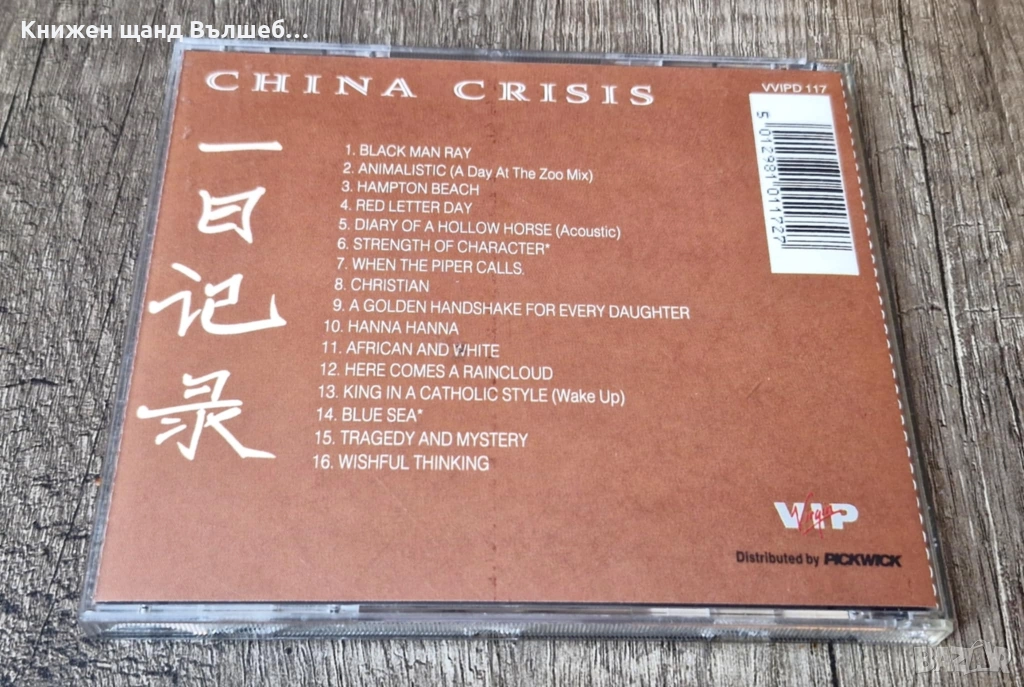 Книжен щанд Вълшеб...
CHINA CRISIS
VVIPD 117
5 012981 011727
一日记录
1. BLACK MAN RAY
2. ANIMALISTIC (A Day At The Zoo Mix)
3. HAMPTON BEACH
4. RED LETTER DAY
5. DIARY OF A HOLLOW HORSE (Acoustic)
6. STRENGTH OF CHARACTER*
7. WHEN THE PIPER CALLS.
8. CHRISTIAN
9. A GOLDEN HANDSHAKE FOR EVERY DAUGHTER
10. HANNA HANNA
11. AFRICAN AND WHITE
12. HERE COMES A RAINCLOUD
13. KING IN A CATHOLIC STYLE (Wake Up)
14. BLUE SEA*
15. TRAGEDY AND MYSTERY
16. WISHFUL THINKING
VIP
Virgin
Distributed by PICKWICK
BAZAR